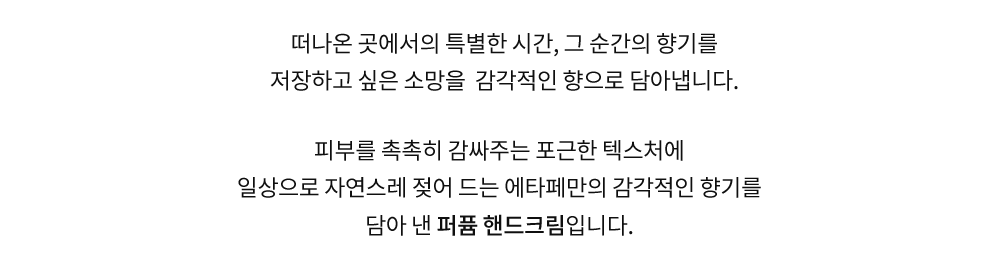 떠나온 곳에서의 특별한 시간, 그 순간의 향기를
저장하고 싶은 소망을 감각적인 향으로 담아냅니다.
피부를 촉촉히 감싸주는 포근한 텍스처에
일상으로 자연스레 젖어 드는 에타페만의 감각적인 향기를
담아 낸 퍼퓸 핸드크림입니다.